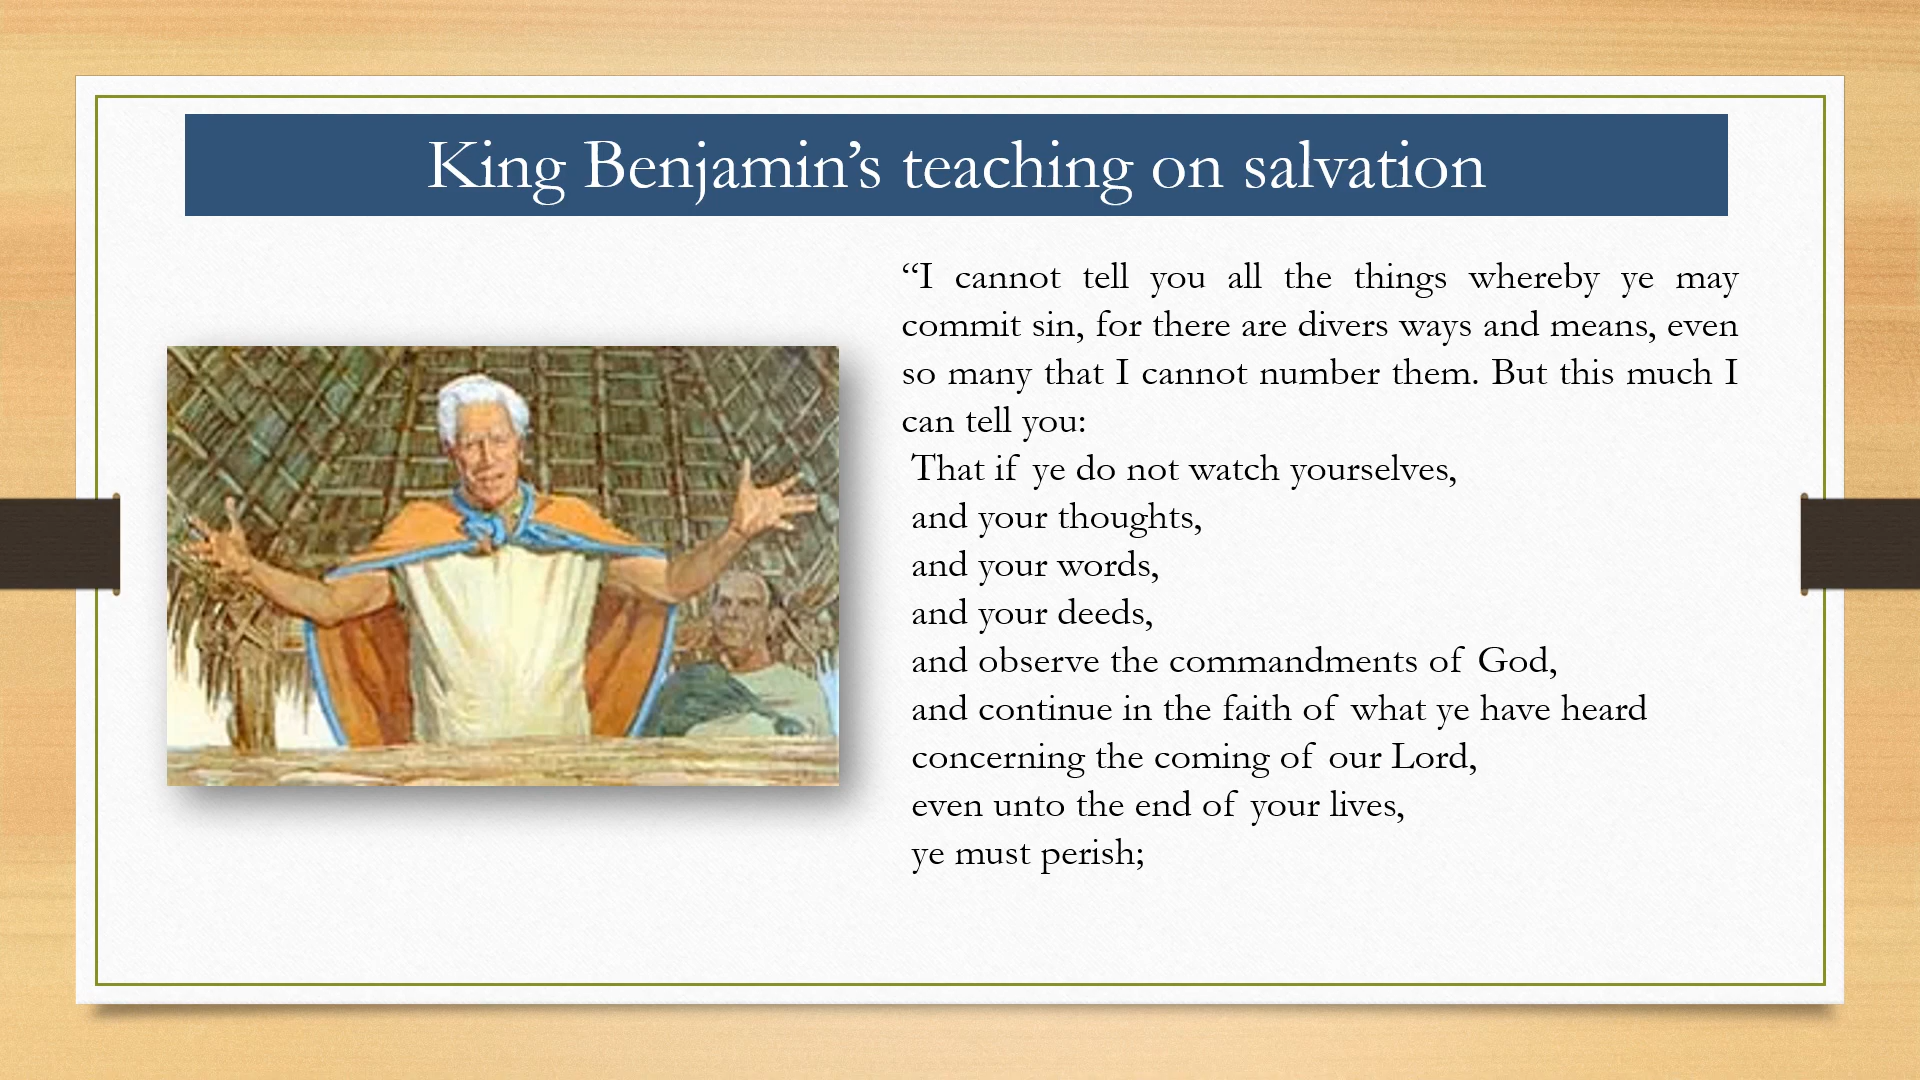 King Benjamin’s teaching on salvation
“I cannot tell you all the things whereby ye may
commit sin, for there are divers ways and means, even
so many that I cannot number them. But this much I
can tell you:
That if ye do not watch yourselves,
and your thoughts,
and your words,
and your deeds,
and observe the commandments of God,
and continue in the faith of what ye have heard
concerning the coming of our Lord,
even unto the end of your lives,
ye must perish;